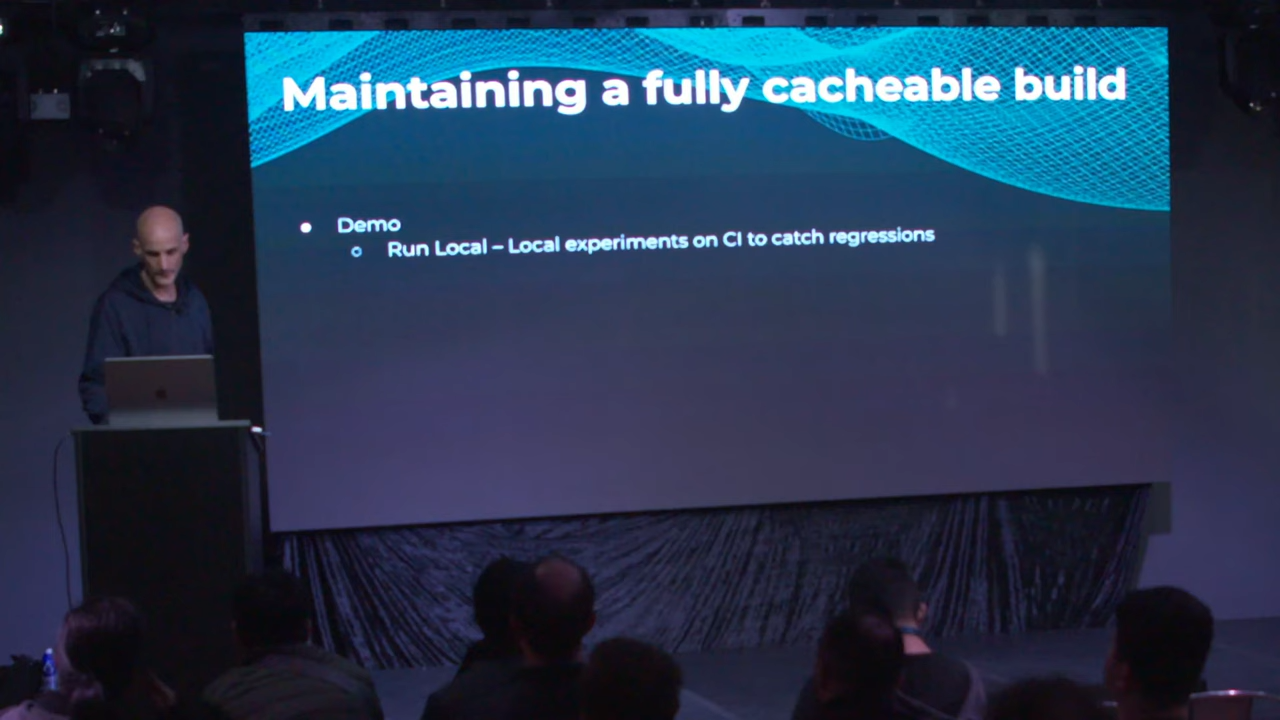 Maintaining a fully cacheable build
Demo
Run Local – Local experiments on CI to catch regressions